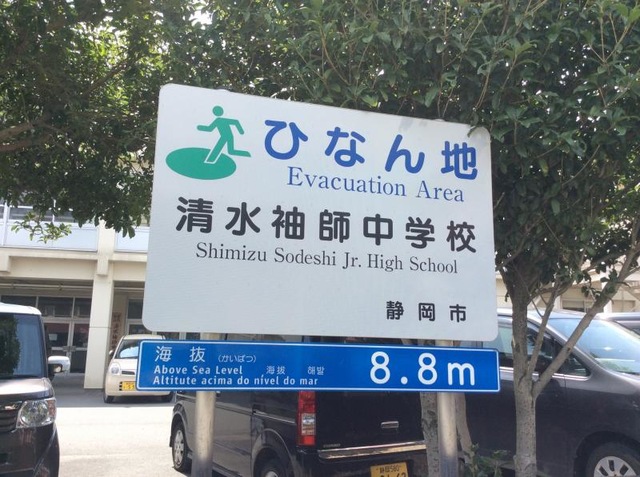 ひなん地
Evacuation Area
清水袖師中学校
Shimizu Sodeshi Jr. High School
静岡市
海抜(かいばつ)
Above Sea Level ,海拔 해발
Altitute acima do nível do mar
8.8m